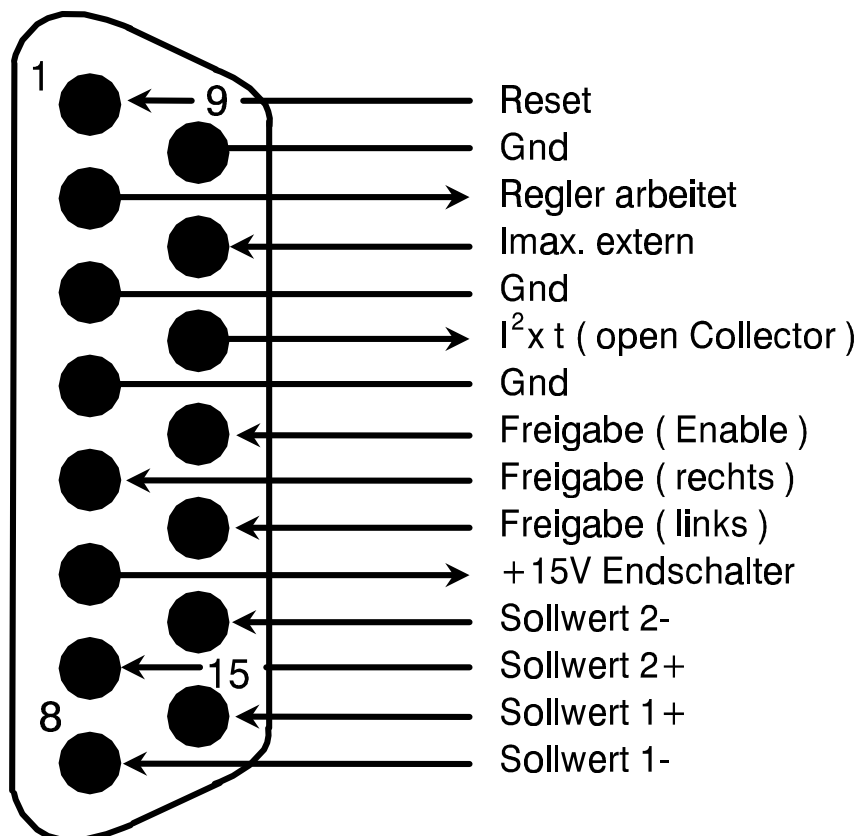 1
9
Reset
Gnd
Regler arbeitet
Imax. extern
Gnd
I²x t ( open Collector )
Gnd
Freigabe ( Enable )
Freigabe ( rechts )
Freigabe ( links )
+15V Endschalter
Sollwert 2-
15
Sollwert 2+
8
Sollwert 1+
Sollwert 1-